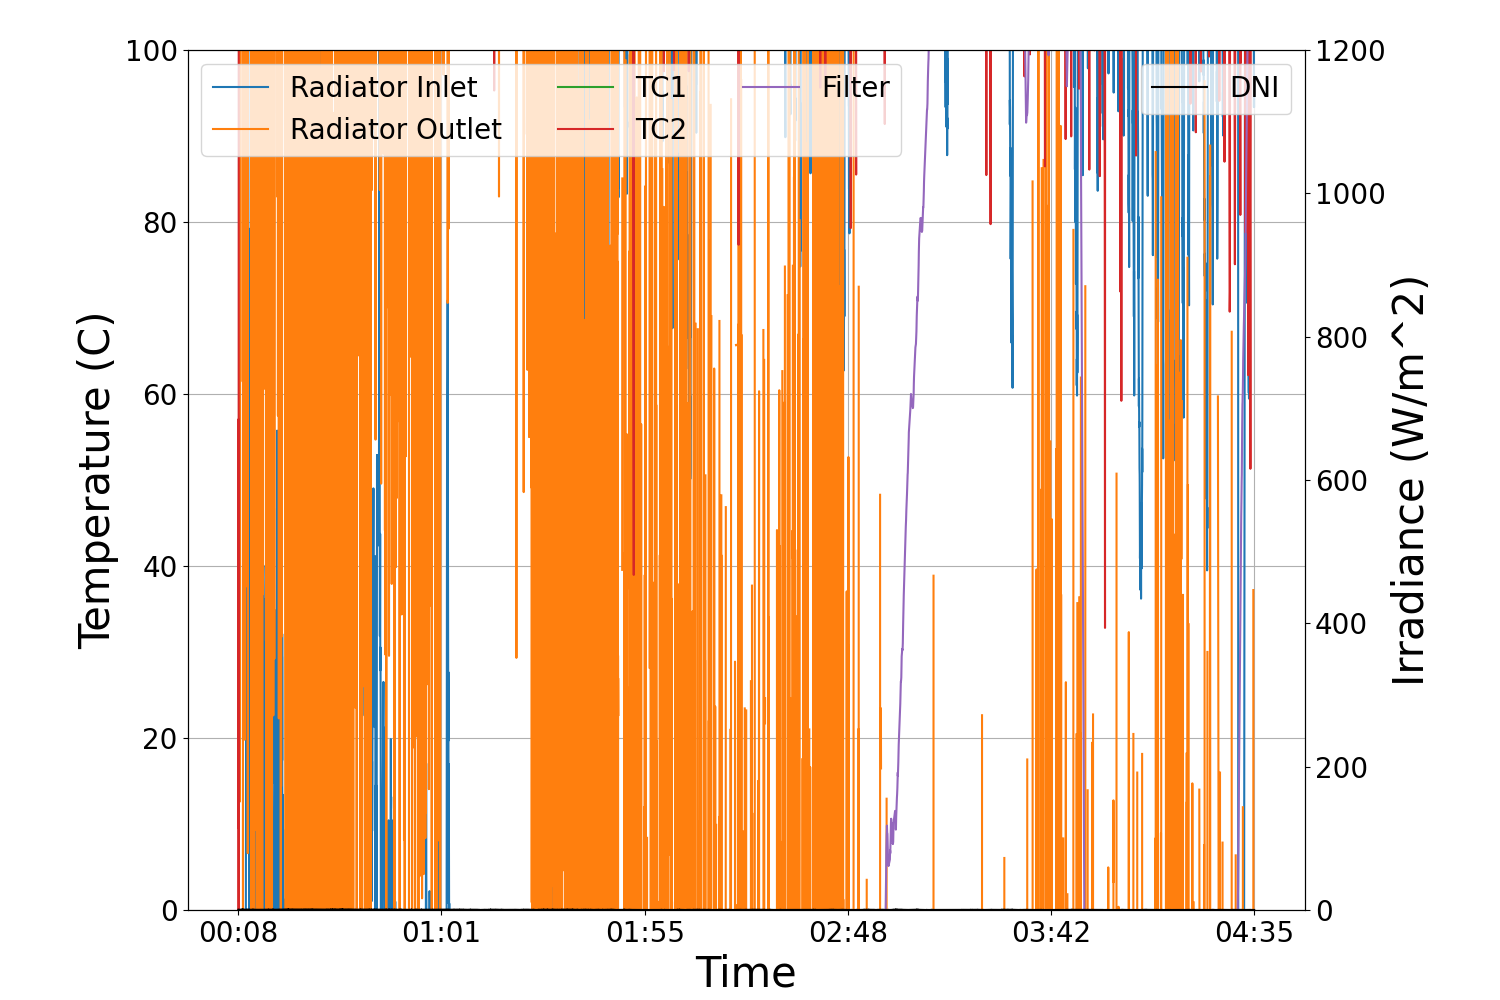 Radiator Inlet
Radiator Outlet
TC1
TC2
Filter
DNI
Temperature (C)
100
80
60
40
20
0
1200
1000
800
600
400
200
0
Irradiance (W/m^2)
00:08 01:01 01:55 02:48 03:42 04:35
Time